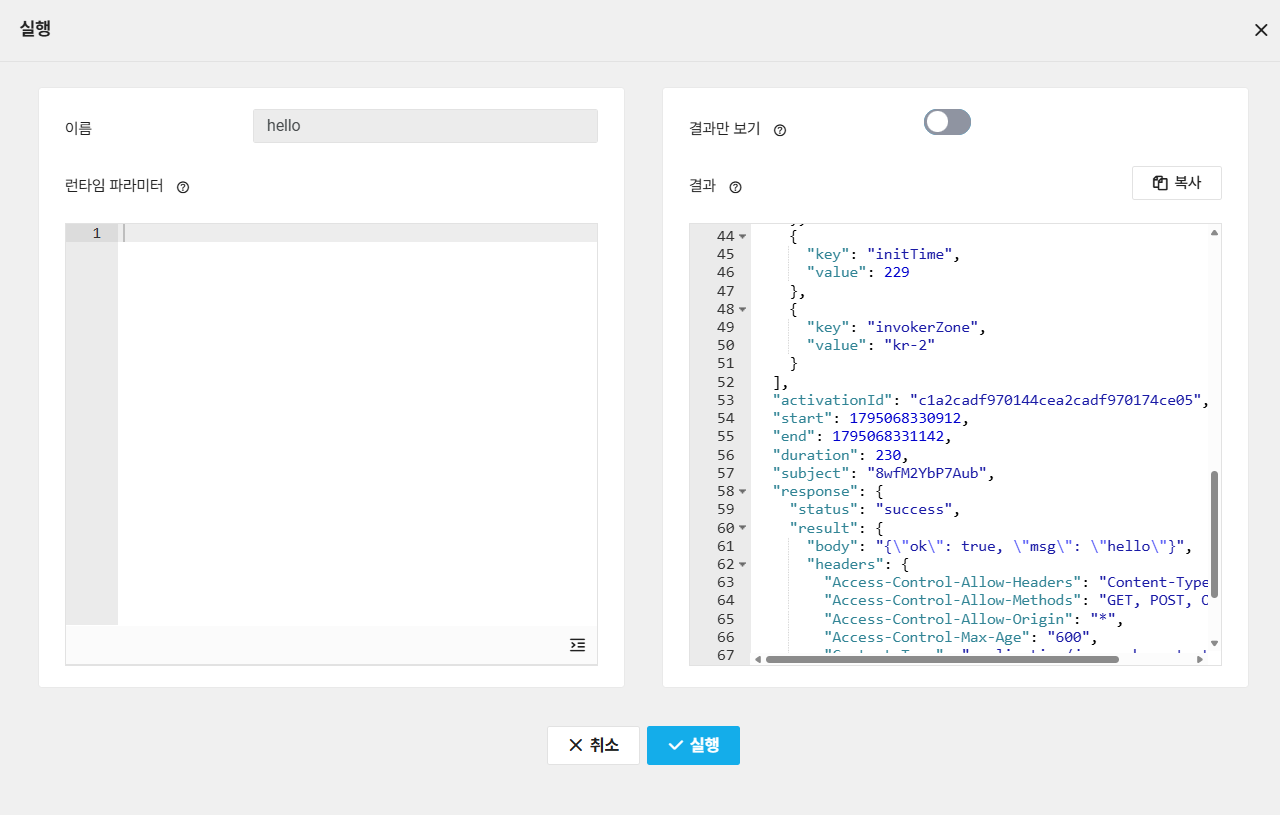 실행
이름
hello
런타임 파라미터
1
결과만 보기
결과
복사
44 {
45 "key": "initTime",
46 "value": 229
47 },
48 {
49 "key": "invokerZone",
50 "value": "kr-2"
51 }
52 ],
53 "activationId": "c1a2cadf970144cea2cadf970174ce05",
54 "start": 1795068330912,
55 "end": 1795068331142,
56 "duration": 230,
57 "subject": "8wfM2YbP7Aub",
58 "response": {
59 "status": "success",
60 "result": {
61 "body": "{\"ok\": true, \"msg\": \"hello\"}",
62 "headers": {
63 "Access-Control-Allow-Headers": "Content-Type
64 "Access-Control-Allow-Methods": "GET, POST,
65 "Access-Control-Allow-Origin": "*",
66 "Access-Control-Max-Age": "600",
67
취소
실행